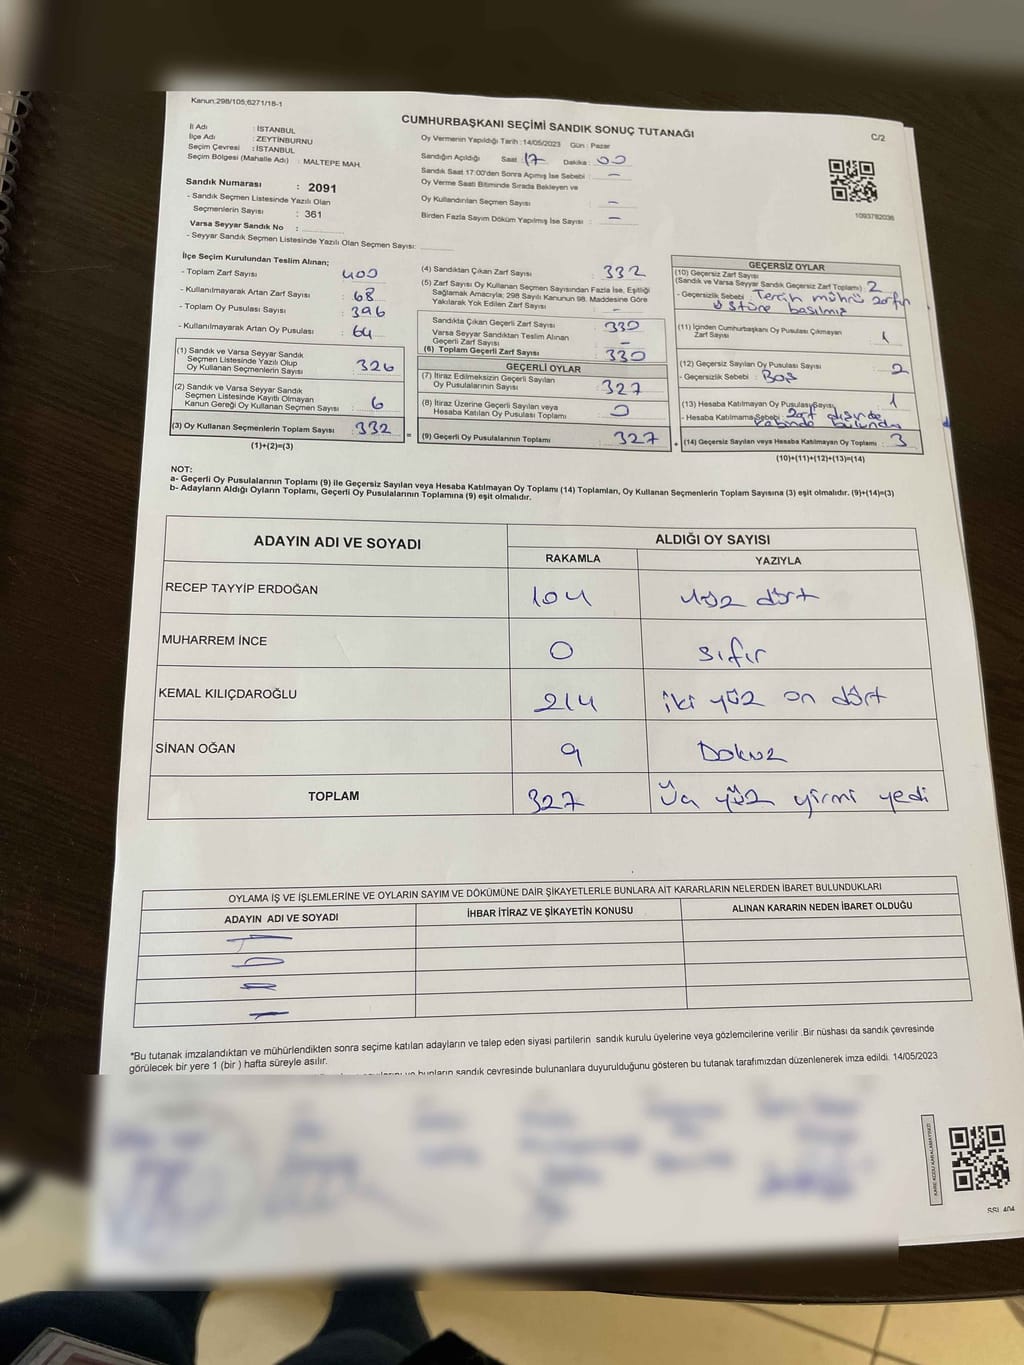 Kanun:298/105,6271/18-1
CUMHURBAŞKANI SEÇİMİ SANDIK SONUÇ TUTANAĞI
C/2
İl Adı : İSTANBUL
İlçe Adı : ZEYTİNBURNU
Seçim Çevresi : İSTANBUL
Seçim Bölgesi (Mahalle Adı) : MALTEPE MAH.
Oy Vermenin Yapıldığı Tarih : 14/05/2023 Gün : Pazar
Sandığın Açıldığı Saat : 17 Dakika : 00
Sandık Saat 17:00'den Sonra Açımış İse Sebebi : —
Oy Verme Saati Bitiminde Sırada Bekleyen ve
Oy Kullandırılan Seçmen Sayısı : —
Birden Fazla Sayım Döküm Yapılmış İse Sayısı : —
1093782036
Sandık Numarası : 2091
- Sandık Seçmen Listesinde Yazılı Olan
Seçmenlerin Sayısı : 361
Varsa Seyyar Sandık No :
- Seyyar Sandık Seçmen Listesinde Yazılı Olan Seçmen Sayısı:
İlçe Seçim Kurulundan Teslim Alınan;
- Toplam Zarf Sayısı : 400
- Kullanılmayarak Artan Zarf Sayısı : 68
- Toplam Oy Pusulası Sayısı : 396
- Kullanılmayarak Artan Oy Pusulası : 64
(1) Sandık ve Varsa Seyyar Sandık
Seçmen Listesinde Yazılı Olup
Oy Kullanan Seçmen Sayısı : 326
(2) Sandık ve Varsa Seyyar Sandık
Seçmen Listesinde Kayıtlı Olmayan
Kanun Gereği Oy Kullanan Seçmen Sayısı : 6
(3) Oy Kullanan Seçmenlerin Toplam Sayısı : 332
(1)+(2)=(3)
(4) Sandıktan Çıkan Zarf Sayısı : 332
(5) Zarf Sayısı Oy Kullanan Seçmen Sayısından Fazla İse, Eşitliği
Sağlamak Amacıyla; 298 Sayılı Kanunun 98. Maddesine Göre
Yakılarak Yok Edilen Zarf Sayısı : —
Sandıkta Çıkan Geçerli Zarf Sayısı : 330
Varsa Seyyar Sandıktan Teslim Alınan
Geçerli Zarf Sayısı : —
(6) Toplam Geçerli Zarf Sayısı : 330
GEÇERLİ OYLAR
(7) İtiraz Edilmeksizin Geçerli Sayılan
Oy Pusulalarının Sayısı : 327
(8) İtiraz Üzerine Geçerli Sayılan veya
Hesaba Katılan Oy Pusulası Toplamı : 0
= (9) Geçerli Oy Pusulalarının Toplamı : 327
GEÇERSİZ OYLAR
(10) Geçersiz Zarf Sayısı
(Sandık ve Varsa Seyyar Sandık Geçersiz Zarf Toplamı) : 2
- Geçersizlik Sebebi : Tercih mührü zarfın
üstüne basılmış
(11) İçinden Cumhurbaşkanı Oy Pusulası Çıkmayan
Zarf Sayısı : 1
(12) Geçersiz Sayılan Oy Pusulası Sayısı : 2
- Geçersizlik Sebebi : Boş
(13) Hesaba Katılmayan Oy Pusulası Sayısı : 1
- Hesaba Katılmama Sebebi : zarf dışında
kabinde bulundu
+ (14) Geçersiz Sayılan veya Hesaba Katılmayan Oy Toplamı : 3
(10)+(11)+(12)+(13)=(14)
NOT:
a- Geçerli Oy Pusulalarının Toplamı (9) ile Geçersiz Sayılan veya Hesaba Katılmayan Oy Toplamı (14) Toplamları, Oy Kullanan Seçmenlerin Toplam Sayısına (3) eşit olmalıdır. (9)+(14)=(3)
b- Adayların Aldığı Oyların Toplamı, Geçerli Oy Pusulalarının Toplamına (9) eşit olmalıdır.
ADAYIN ADI VE SOYADI
ALDIĞI OY SAYISI
RAKAMLA YAZIYLA
RECEP TAYYİP ERDOĞAN 104 yüz dört
MUHARREM İNCE 0 sıfır
KEMAL KILIÇDAROĞLU 214 iki yüz on dört
SİNAN OĞAN 9 Dokuz
TOPLAM 327 Üç yüz yirmi yedi
OYLAMA İŞ VE İŞLEMLERİNE VE OYLARIN SAYIM VE DÖKÜMÜNE DAİR ŞİKAYETLERLE BUNLARA AİT KARARLARIN NELERDEN İBARET BULUNDUKLARI
ADAYIN ADI VE SOYADI İHBAR İTİRAZ VE ŞİKAYETİN KONUSU ALINAN KARARIN NEDEN İBARET OLDUĞU
*Bu tutanak imzalandıktan ve mühürlendikten sonra seçime katılan adayların ve talep eden siyasi partilerin sandık kurulu üyelerine veya gözlemcilerine verilir .Bir nüshası da sandık çevresinde
görülecek bir yere 1 (bir ) hafta süreyle asılır.
bunların sandık çevresinde bulunanlara duyurulduğunu gösteren bu tutanak tarafımızdan düzenlenerek imza edildi. 14/05/2023
KARE KODU KARALAMAYINIZ!
SSI 404